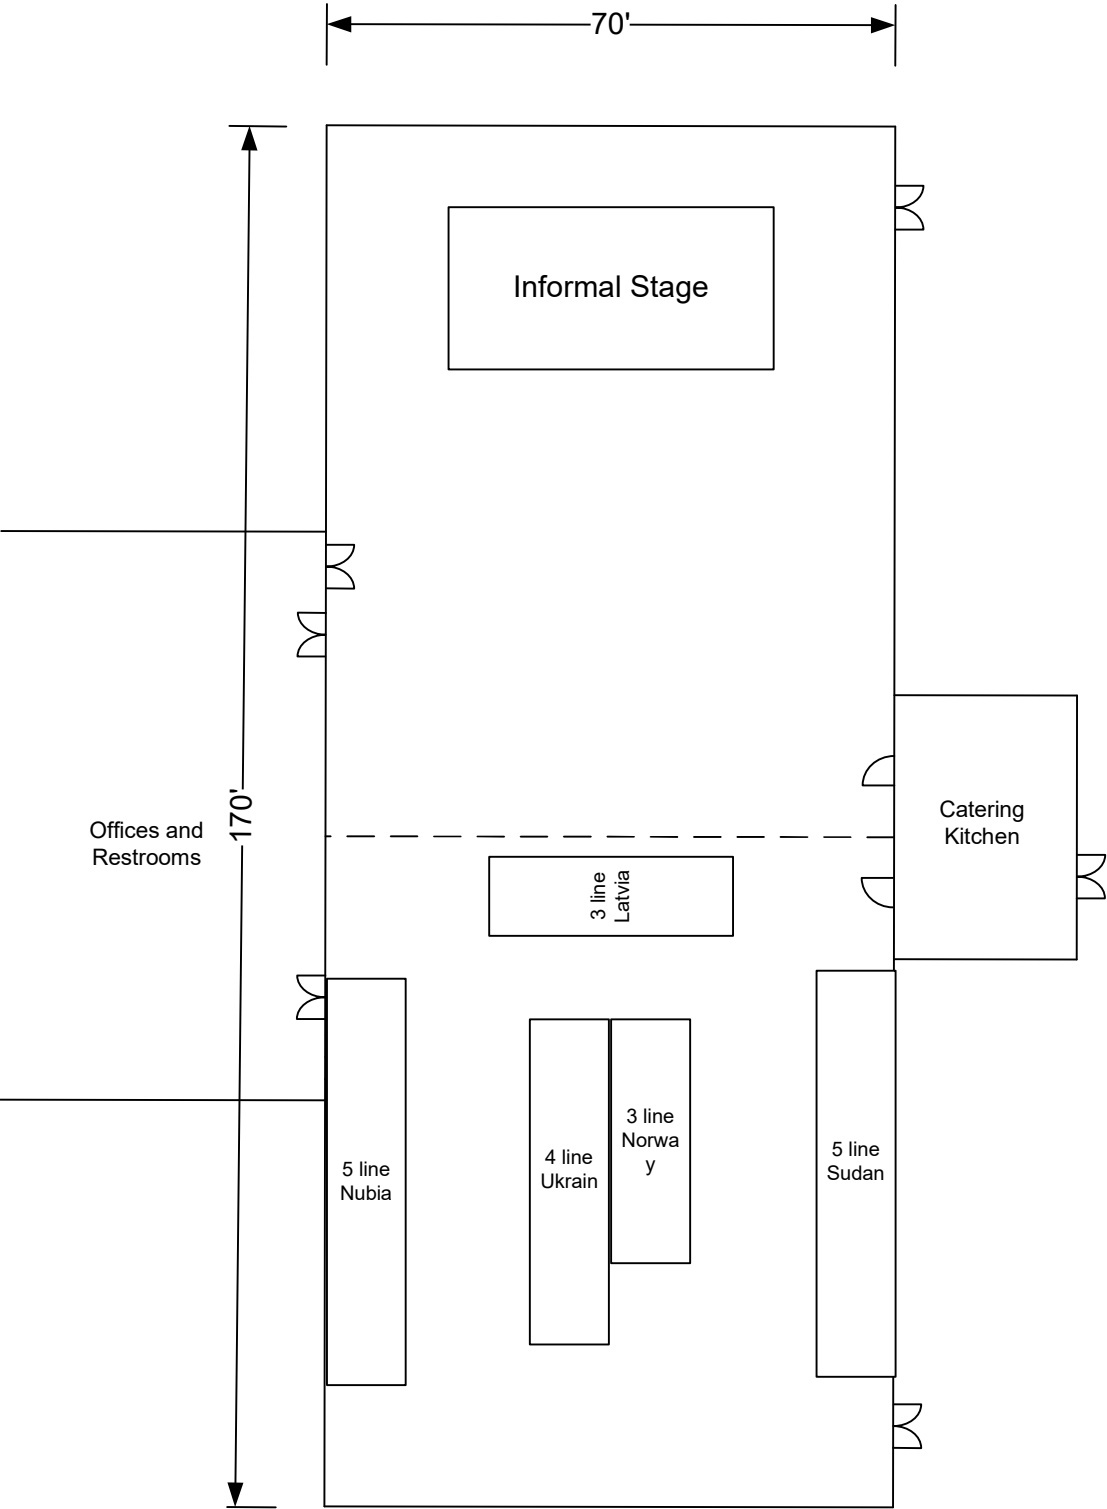 70'
Informal Stage
170'
Offices and
Restrooms
Catering
Kitchen
3 line
Latvia
5 line
Nubia
4 line
Ukrain
3 line
Norwa
y
5 line
Sudan